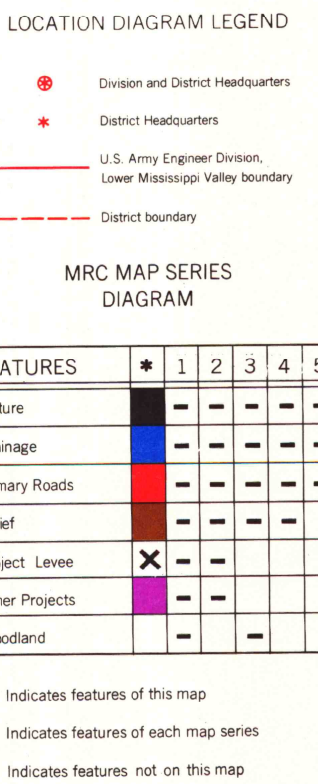 LOCATION DIAGRAM LEGEND
Division and District Headquarters
* District Headquarters
U.S. Army Engineer Division,
Lower Mississippi Valley boundary
District boundary
MRC MAP SERIES
DIAGRAM
ATURES * 1 2 3 4 5
ture – – – – –
inage – – – – –
mary Roads – – – – –
ief – – – –
ject Levee X – –
er Projects – –
odland – –
Indicates features of this map
Indicates features of each map series
Indicates features not on this map